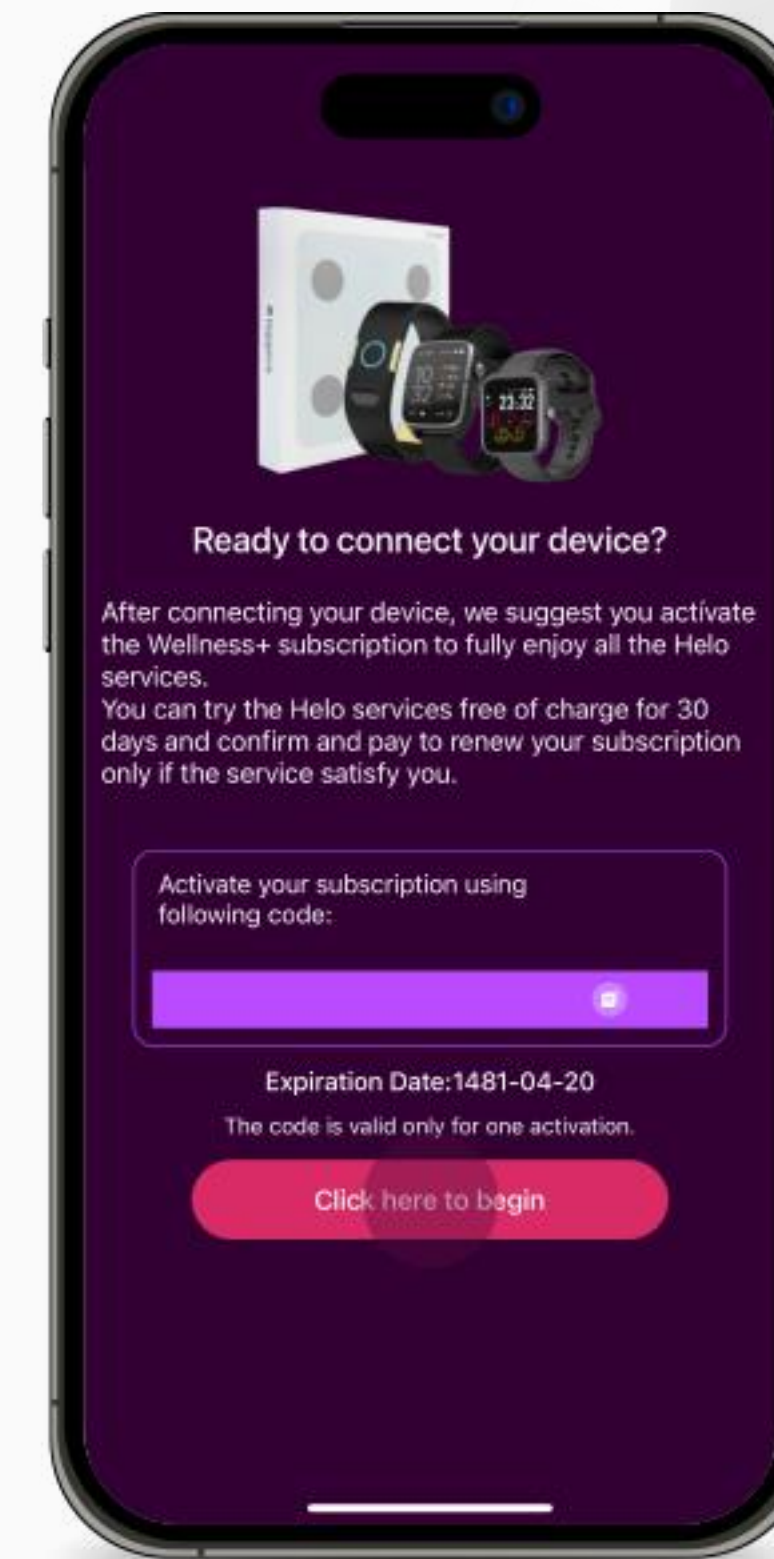 23:32
Ready to connect your device?
After connecting your device, we suggest you activate
the Wellness+ subscription to fully enjoy all the Helo
services.
You can try the Helo services free of charge for 30
days and confirm and pay to renew your subscription
only if the service satisfy you.
Activate your subscription using
following code:
Expiration Date:1481-04-20
The code is valid only for one activation.
Click here to begin